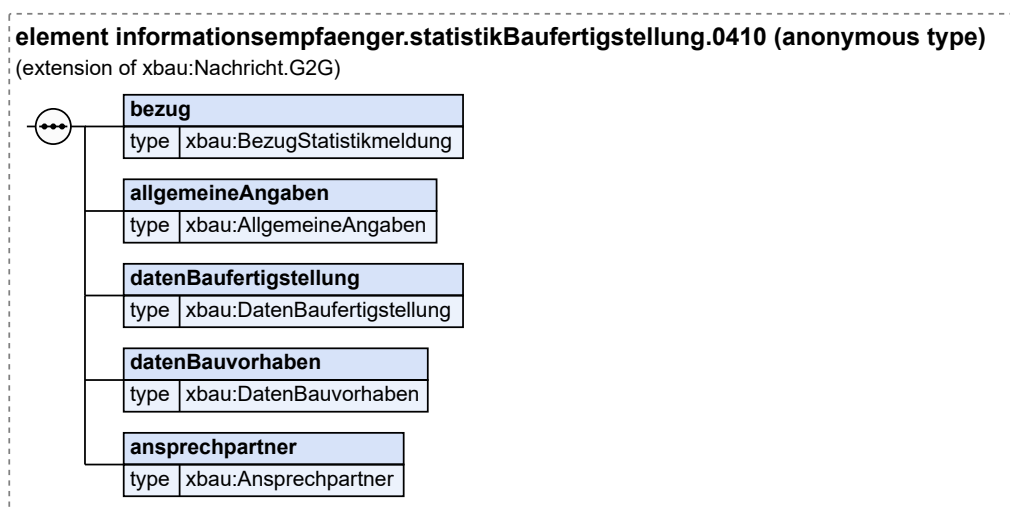 element informationsempfaenger.statistikBaufertigstellung.0410 (anonymous type)
(extension of xbau:Nachricht.G2G)
bezug
type xbau:BezugStatistikmeldung
allgemeineAngaben
type xbau:AllgemeineAngaben
datenBaufertigstellung
type xbau:DatenBaufertigstellung
datenBauvorhaben
type xbau:DatenBauvorhaben
ansprechpartner
type xbau:Ansprechpartner